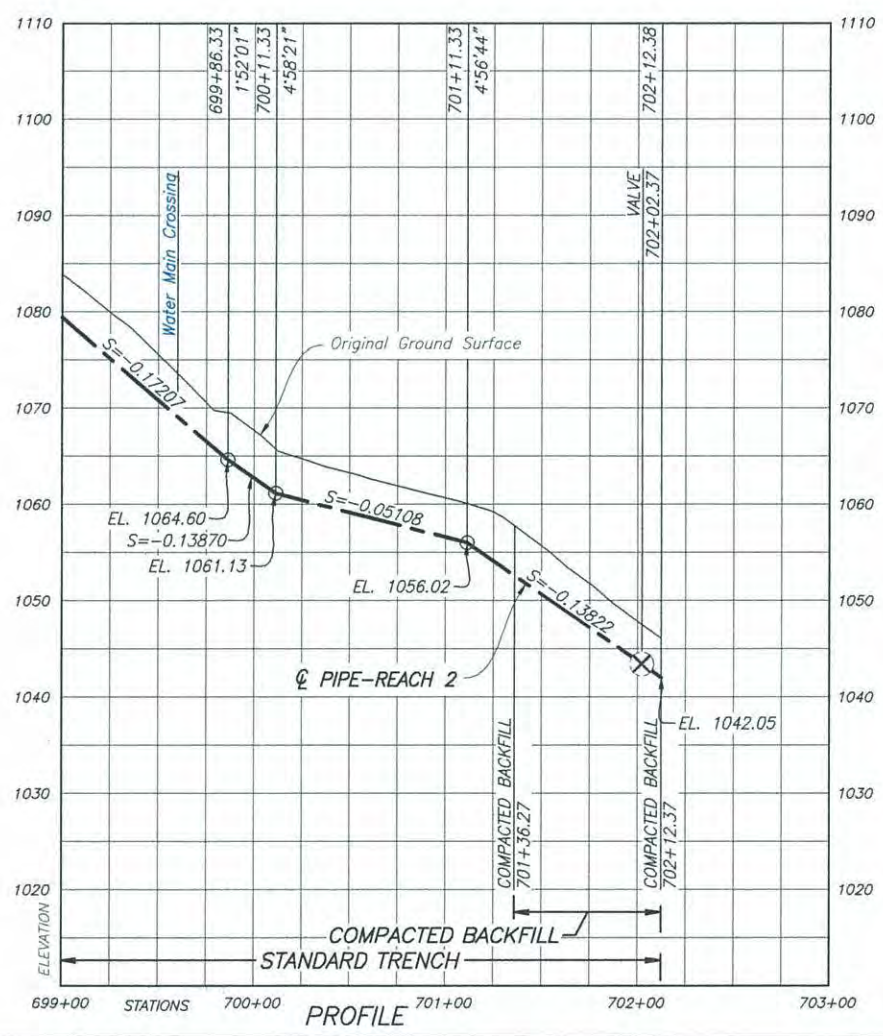 1110
1110
699+86.33
1°52'01"
700+11.33
4°58'21"
701+11.33
4°56'44"
702+12.38
1100
1100
VALVE
702+02.37
Water Main Crossing
1090
1090
1080
1080
Original Ground Surface
S=-0.17207
1070
1070
1060
1060
S=-0.05108
EL. 1064.60
S=-0.13870
EL. 1061.13
EL. 1056.02
S=-0.13822
1050
1050
℄ PIPE-REACH 2
1040
1040
EL. 1042.05
COMPACTED BACKFILL
701+36.27
COMPACTED BACKFILL
702+12.37
1030
1030
1020
1020
ELEVATION
COMPACTED BACKFILL
STANDARD TRENCH
699+00
STATIONS
700+00
701+00
702+00
703+00
PROFILE